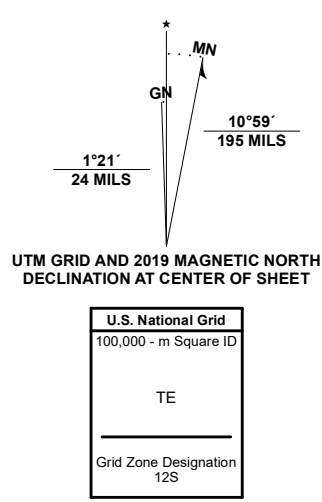 ★
MN
GN
10°59´
195 MILS
1°21´
24 MILS
UTM GRID AND 2019 MAGNETIC NORTH
DECLINATION AT CENTER OF SHEET
U.S. National Grid
100,000 - m Square ID
TE
Grid Zone Designation
12S